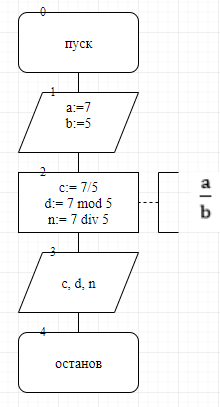 0
пуск
1
a:=7
b:=5
2
c:= 7/5
d:= 7 mod 5
n:= 7 div 5
a
b
3
c, d, n
4
останов